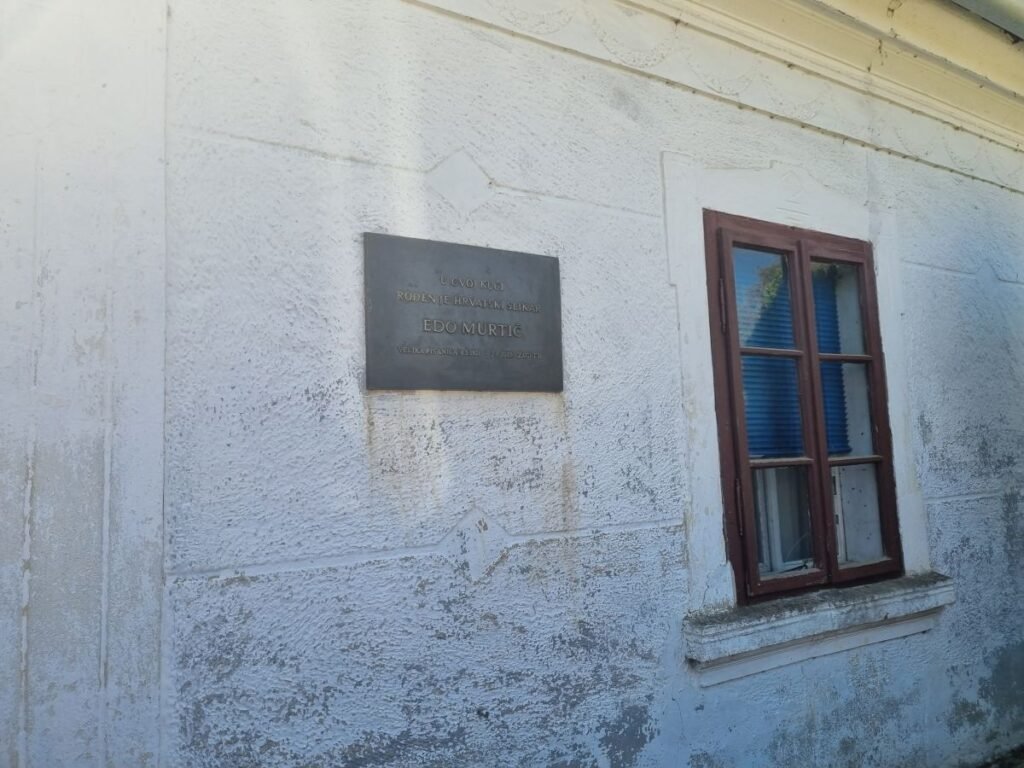 U OVOJ KUĆI
ROĐEN JE HRVATSKI SLIKAR
EDO MURTIĆ
VELIKA PISANICA